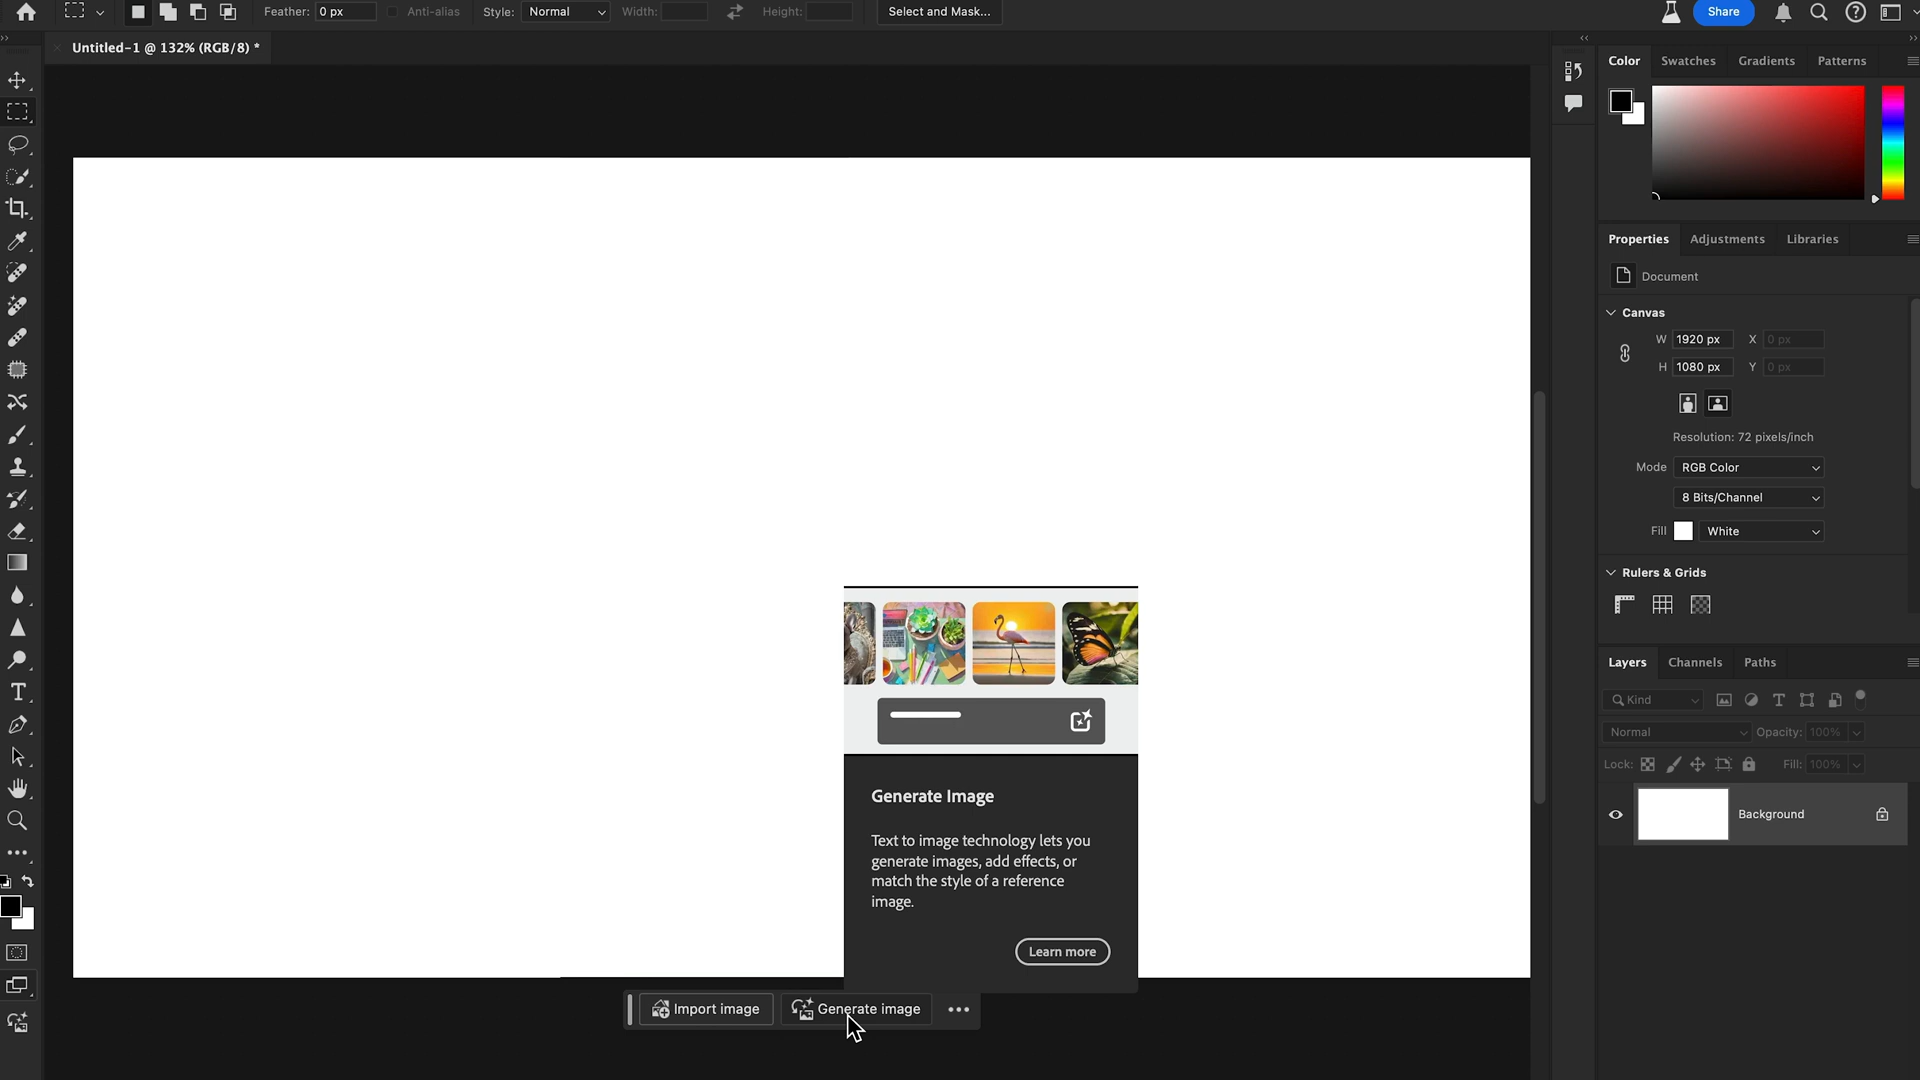 Feather: 0 px Anti-alias Style: Normal Width: Height: Select and Mask... Share
Untitled-1 @ 132% (RGB/8) *
Color Swatches Gradients Patterns
Properties Adjustments Libraries
Document
Canvas
W 1920 px X 0 px
H 1080 px Y 0 px
Resolution: 72 pixels/inch
Mode RGB Color
8 Bits/Channel
Fill White
Rulers & Grids
Layers Channels Paths
Kind
Normal Opacity: 100%
Lock: Fill: 100%
Background
Generate Image
Text to image technology lets you
generate images, add effects, or
match the style of a reference
image.
Learn more
Import image Generate image